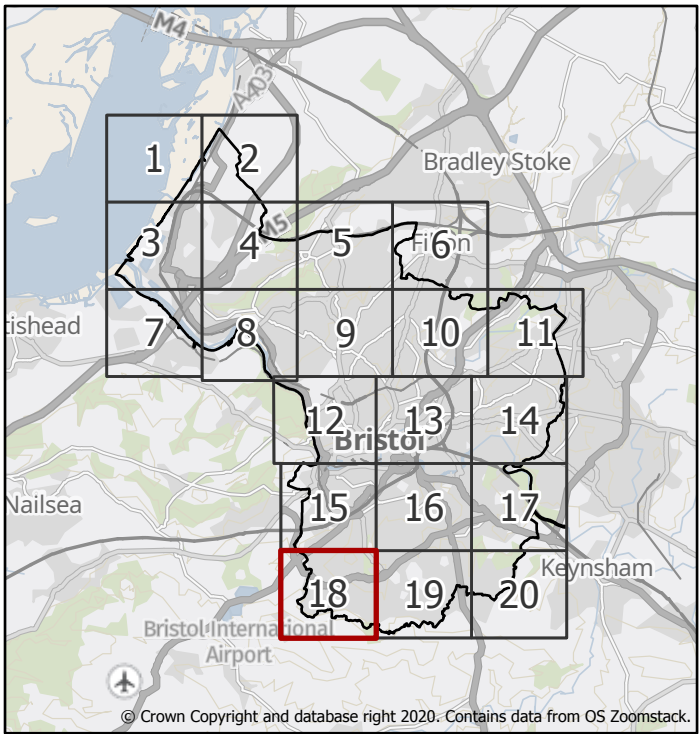 M4
A403
1
2
Bradley Stoke
M5
3
4
5
6
Filton
tishead
7
8
9
10
11
12
13
14
Bristol
Nailsea
15
16
17
Keynsham
18
19
20
Bristol International
Airport
© Crown Copyright and database right 2020. Contains data from OS Zoomstack.